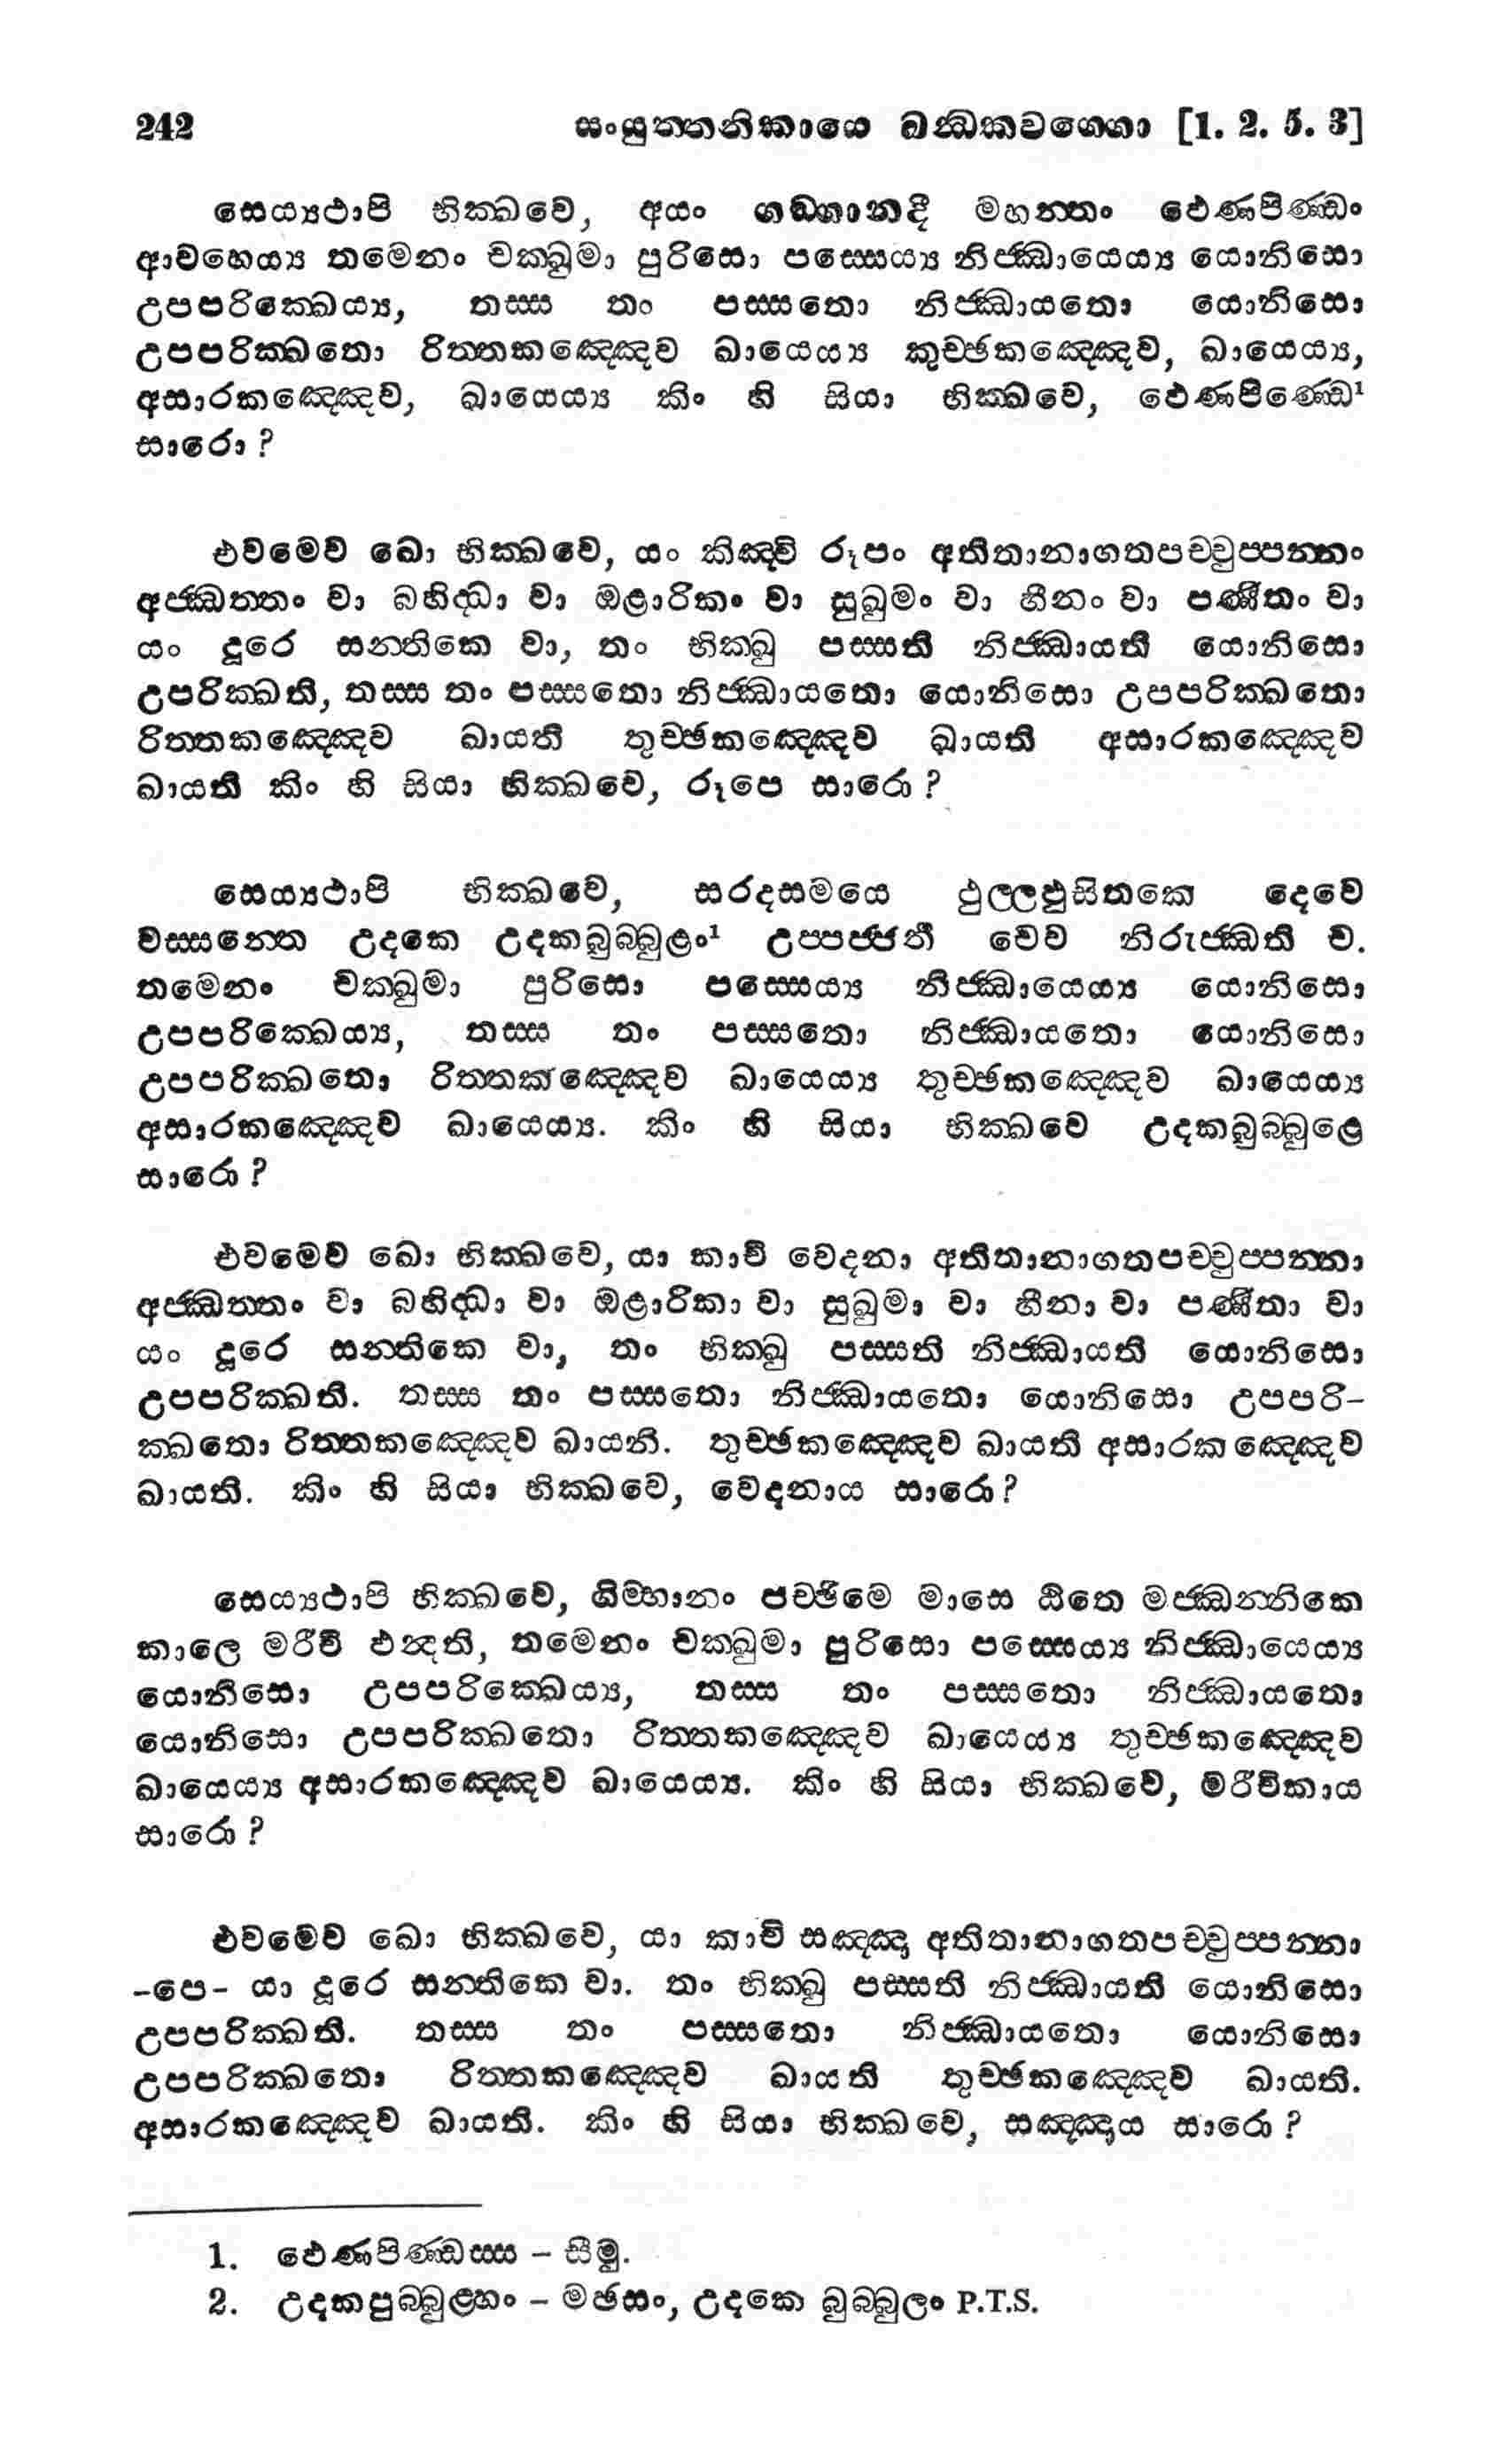 242 සංයුත්තනිකායෙ ඛන්ධකවග්ගො [1. 2. 5. 3]
සෙය්‍යථාපි භික්ඛවෙ, අයං ගඞ්ගානදී මහන්තං ඵෙණපිණ්ඩං
ආවහෙය්‍ය තමෙනං චක්ඛුමා පුරිසො පස්සෙය්‍ය නිජ්ඣායෙය්‍ය යොනිසො
උපපරික්ඛෙය්‍ය, තස්ස තං පස්සතො නිජ්ඣායතො යොනිසො
උපපරික්ඛතො රිත්තකඤ්ඤෙව ඛායෙය්‍ය කුච්ඡකඤ්ඤෙව, ඛායෙය්‍ය,
අසාරකඤ්ඤෙව, ඛායෙය්‍ය කිං හි සියා භික්ඛවෙ, ඵෙණපිණ්ඩෙ¹
සාරො?
එවමෙව ඛො භික්ඛවෙ, යං කිඤ්චි රූපං අතීතානාගතපච්චුප්පන්නං
අජ්ඣත්තං වා බහිද්ධා වා ඔළාරිකං වා සුඛුමං වා හීනං වා පණීතං වා
යං දූරෙ සන්තිකෙ වා, තං භික්ඛු පස්සති නිජ්ඣායති යොනිසො
උපරික්ඛති, තස්ස තං පස්සතො නිජ්ඣායතො යොනිසො උපපරික්ඛතො
රිත්තකඤ්ඤෙව ඛායති තුච්ඡකඤ්ඤෙව ඛායති අසාරකඤ්ඤෙව
ඛායති කිං හි සියා භික්ඛවෙ, රූපෙ සාරො?
සෙය්‍යථාපි භික්ඛවෙ, සරදසමයෙ ඵුල්ලඵුසිතකෙ දෙවෙ
වස්සන්තෙ උදකෙ උදකබුබ්බුළං¹ උප්පජ්ජති චෙව නිරුජ්ඣති ච.
තමෙනං චක්ඛුමා පුරිසො පස්සෙය්‍ය නිජ්ඣායෙය්‍ය යොනිසො
උපපරික්ඛෙය්‍ය, තස්ස තං පස්සතො නිජ්ඣායතො යොනිසො
උපපරික්ඛතො රිත්තකඤ්ඤෙව ඛායෙය්‍ය තුච්ඡකඤ්ඤෙව ඛායෙය්‍ය
අසාරකඤ්ඤෙව ඛායෙය්‍ය. කිං හි සියා භික්ඛවෙ උදකබුබ්බුළෙ
සාරො?
එවමෙව ඛො භික්ඛවෙ, යා කාචි වෙදනා අතීතානාගතපච්චුප්පන්නා
අජ්ඣත්තං වා බහිද්ධා වා ඔළාරිකා වා සුඛුමා වා හීනා වා පණීතා වා
යං දූරෙ සන්තිකෙ වා, තං භික්ඛු පස්සති නිජ්ඣායති යොනිසො
උපපරික්ඛති. තස්ස තං පස්සතො නිජ්ඣායතො යොනිසො උපපරි-
ක්ඛතො රිත්තකඤ්ඤෙව ඛායති. තුච්ඡකඤ්ඤෙව ඛායති අසාරකඤ්ඤෙව
ඛායති. කිං හි සියා භික්ඛවෙ, වෙදනාය සාරො?
සෙය්‍යථාපි භික්ඛවෙ, ගිම්හානං පච්ඡිමෙ මාසෙ ඨිතෙ මජ්ඣන්තිකෙ
කාලෙ මරීචි ඵන්දති, තමෙනං චක්ඛුමා පුරිසො පස්සෙය්‍ය නිජ්ඣායෙය්‍ය
යොනිසො උපපරික්ඛෙය්‍ය, තස්ස තං පස්සතො නිජ්ඣායතො
යොනිසො උපපරික්ඛතො රිත්තකඤ්ඤෙව ඛායෙය්‍ය තුච්ඡකඤ්ඤෙව
ඛායෙය්‍ය අසාරකඤ්ඤෙව ඛායෙය්‍ය. කිං හි සියා භික්ඛවෙ, මරීචිකාය
සාරො?
එවමෙව ඛො භික්ඛවෙ, යා කාචි සඤ්ඤා අතීතානාගතපච්චුප්පන්නා
-පෙ- යා දූරෙ සන්තිකෙ වා. තං භික්ඛු පස්සති නිජ්ඣායති යොනිසො
උපපරික්ඛති. තස්ස තං පස්සතො නිජ්ඣායතො යොනිසො
උපපරික්ඛතො රිත්තකඤ්ඤෙව ඛායති තුච්ඡකඤ්ඤෙව ඛායති.
අසාරකඤ්ඤෙව ඛායති. කිං හි සියා භික්ඛවෙ, සඤ්ඤාය සාරො?
1. ඵෙණපිණ්ඩස්ස - සීමු.
2. උදකපුබ්බුළහං - මඡසං, උදකෙ බුබ්බුලං P.T.S.